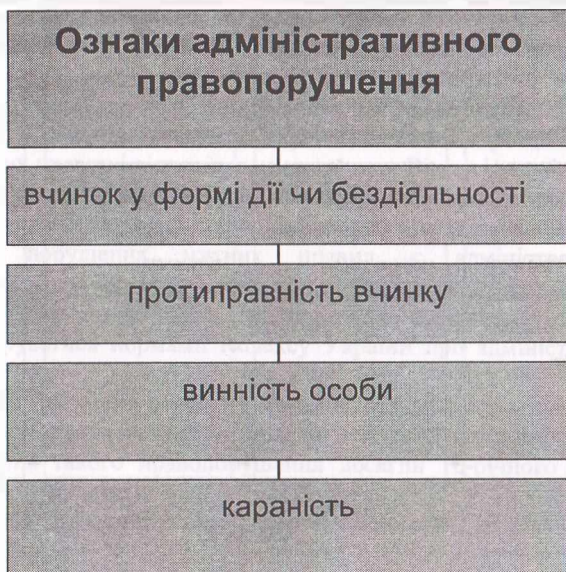 Ознаки адміністративного
правопорушення
вчинок у формі дії чи бездіяльності
протиправність вчинку
винність особи
караність